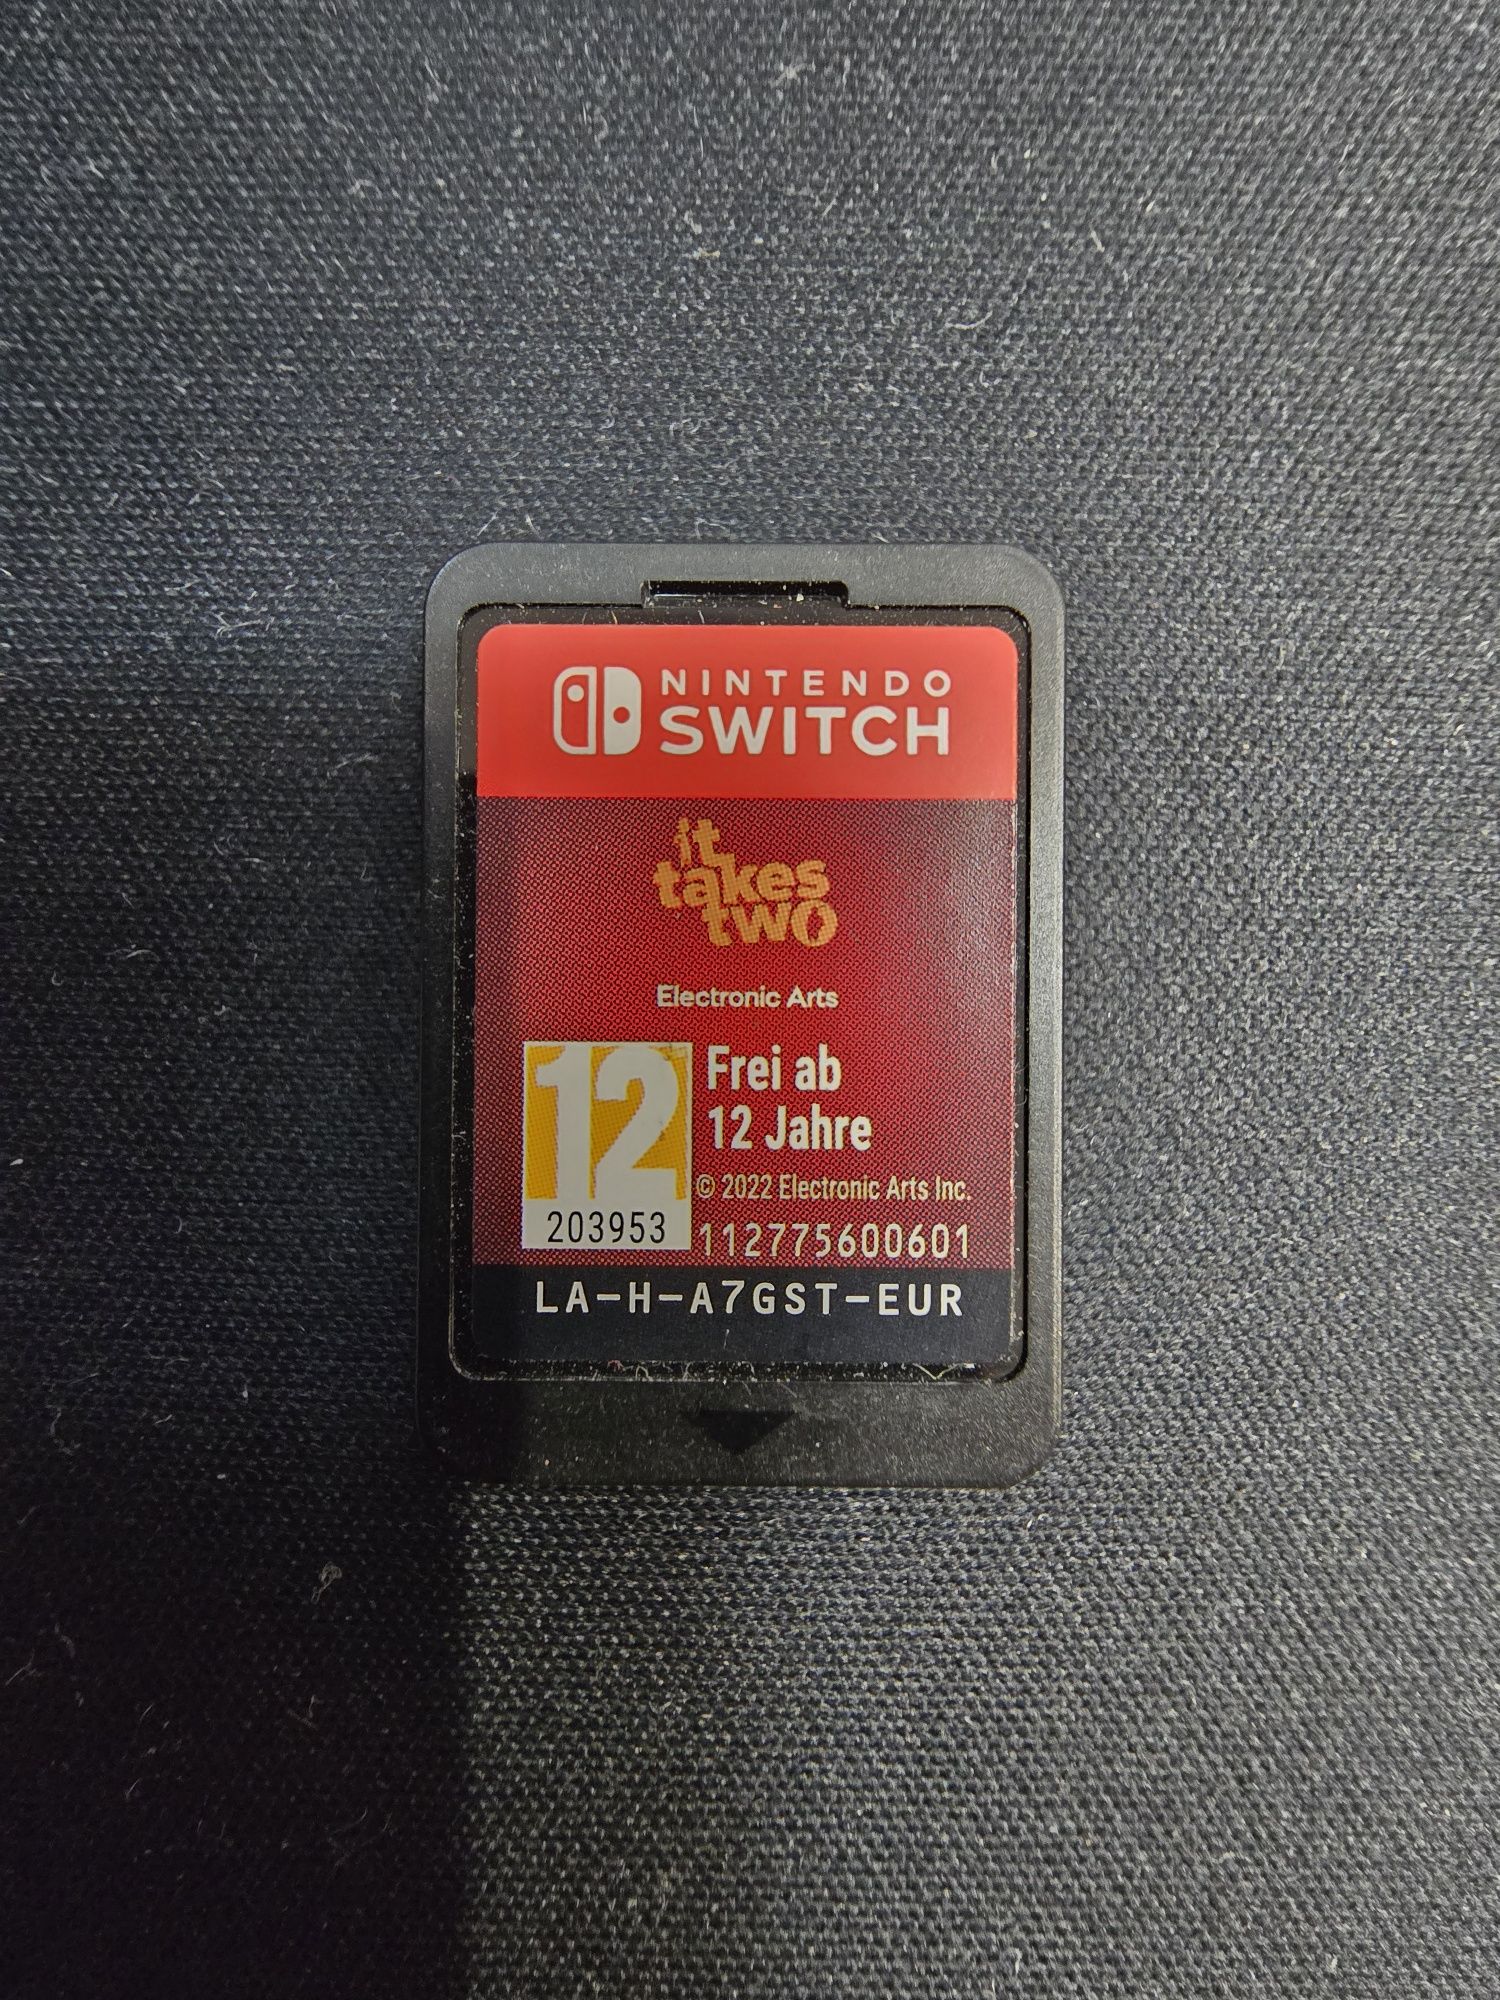 NINTENDO
SWITCH
it
takes
two
Electronic Arts
12
203953
Frei ab
12 Jahre
© 2022 Electronic Arts Inc.
112775600601
LA-H-A7GST-EUR